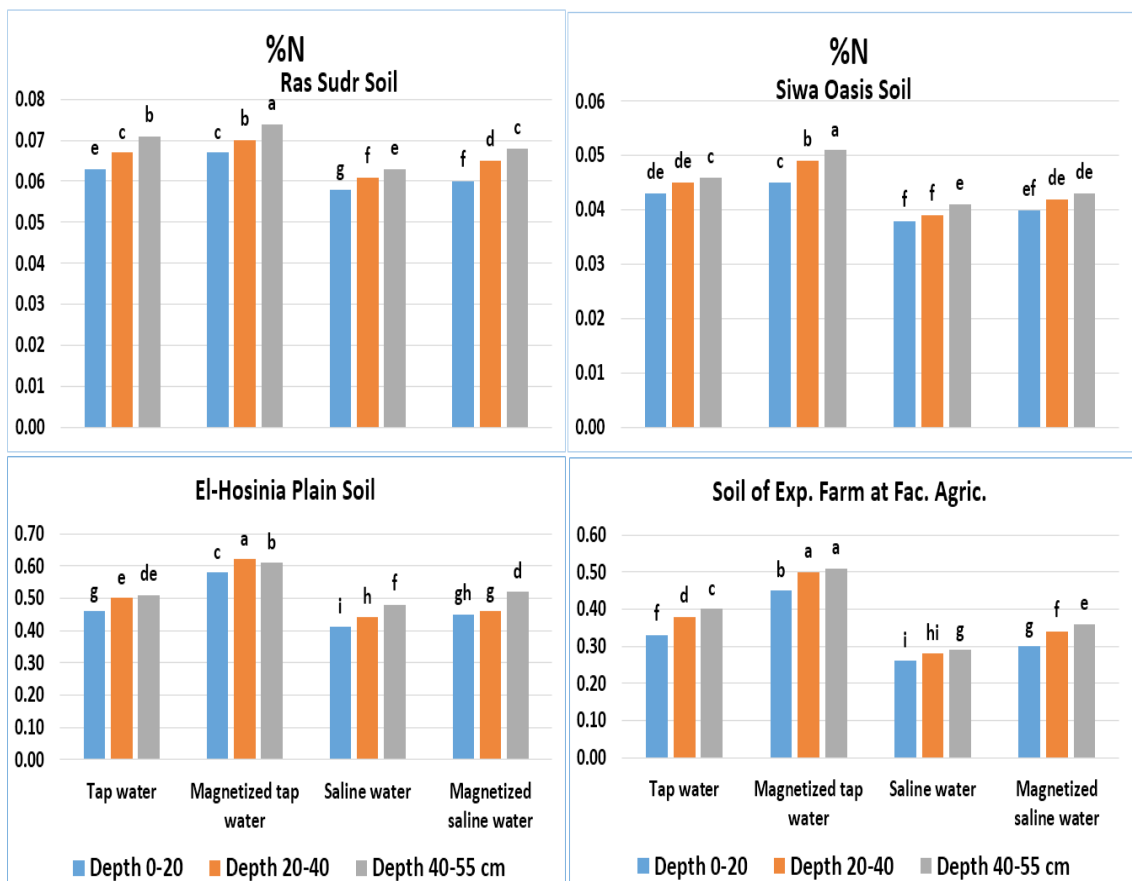 %N
Ras Sudr Soil
0.08
0.07
0.06
0.05
0.04
0.03
0.02
0.01
0.00
e c b
c b a
g f e
f d c
%N
Siwa Oasis Soil
0.06
0.05
0.04
0.03
0.02
0.01
0.00
de de c
c b a
f f e
ef de de
El-Hosinia Plain Soil
0.70
0.60
0.50
0.40
0.30
0.20
0.10
0.00
g e de
c a b
i h f
gh g d
Tap water
Magnetized tap
water
Saline water
Magnetized
saline water
Depth 0-20 Depth 20-40 Depth 40-55 cm
Soil of Exp. Farm at Fac. Agric.
0.60
0.50
0.40
0.30
0.20
0.10
0.00
f d c
b a a
i hi g
g f e
Tap water
Magnetized tap
water
Saline water
Magnetized
saline water
Depth 0-20 Depth 20-40 Depth 40-55 cm